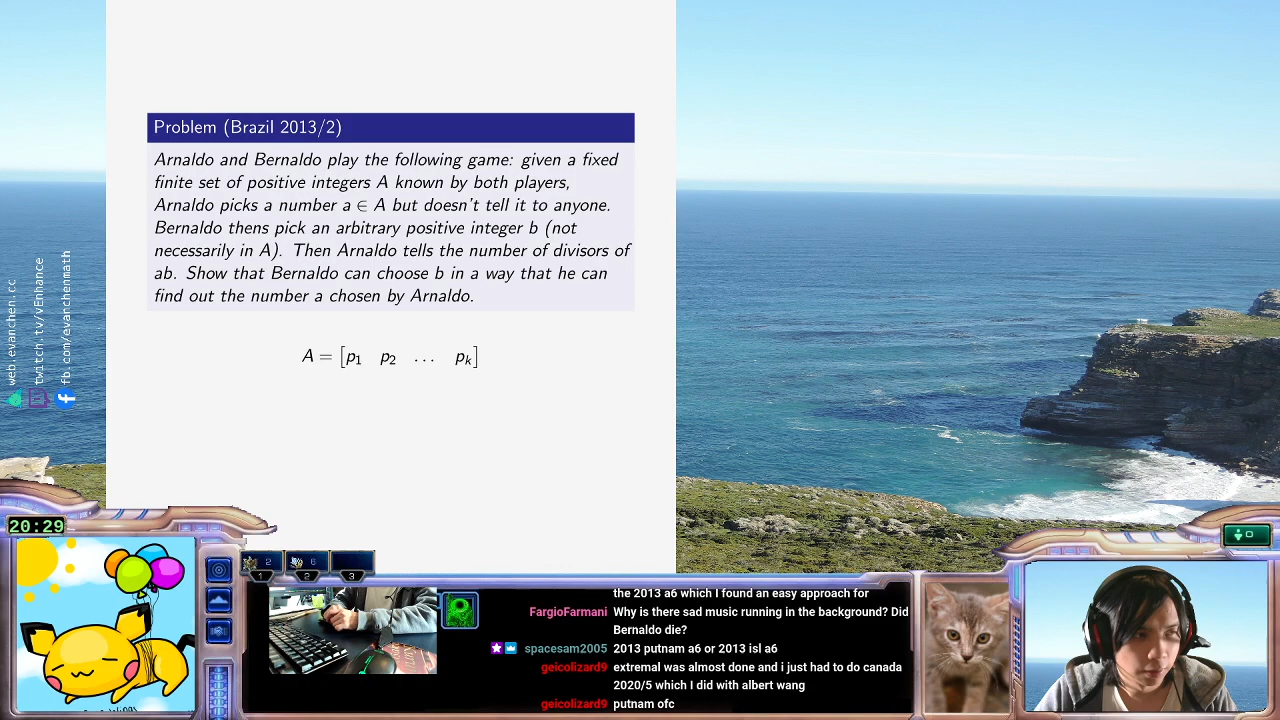 Problem (Brazil 2013/2)
Arnaldo and Bernaldo play the following game: given a fixed
finite set of positive integers A known by both players,
Arnaldo picks a number a ∈ A but doesn't tell it to anyone.
Bernaldo thens pick an arbitrary positive integer b (not
necessarily in A). Then Arnaldo tells the number of divisors of
ab. Show that Bernaldo can choose b in a way that he can
find out the number a chosen by Arnaldo.
A = [p₁ p₂ … pₖ]
web.evanchen.cc
twitch.tv/vEnhance
fb.com/evanchenmath
20:29
2
6
1
2
3
the 2013 a6 which I found an easy approach for
FargioFarmani Why is there sad music running in the background? Did
Bernaldo die?
spacesam2005 2013 putnam a6 or 2013 isl a6
geicolizard9 extremal was almost done and i just had to do canada
2020/5 which I did with albert wang
geicolizard9 putnam ofc